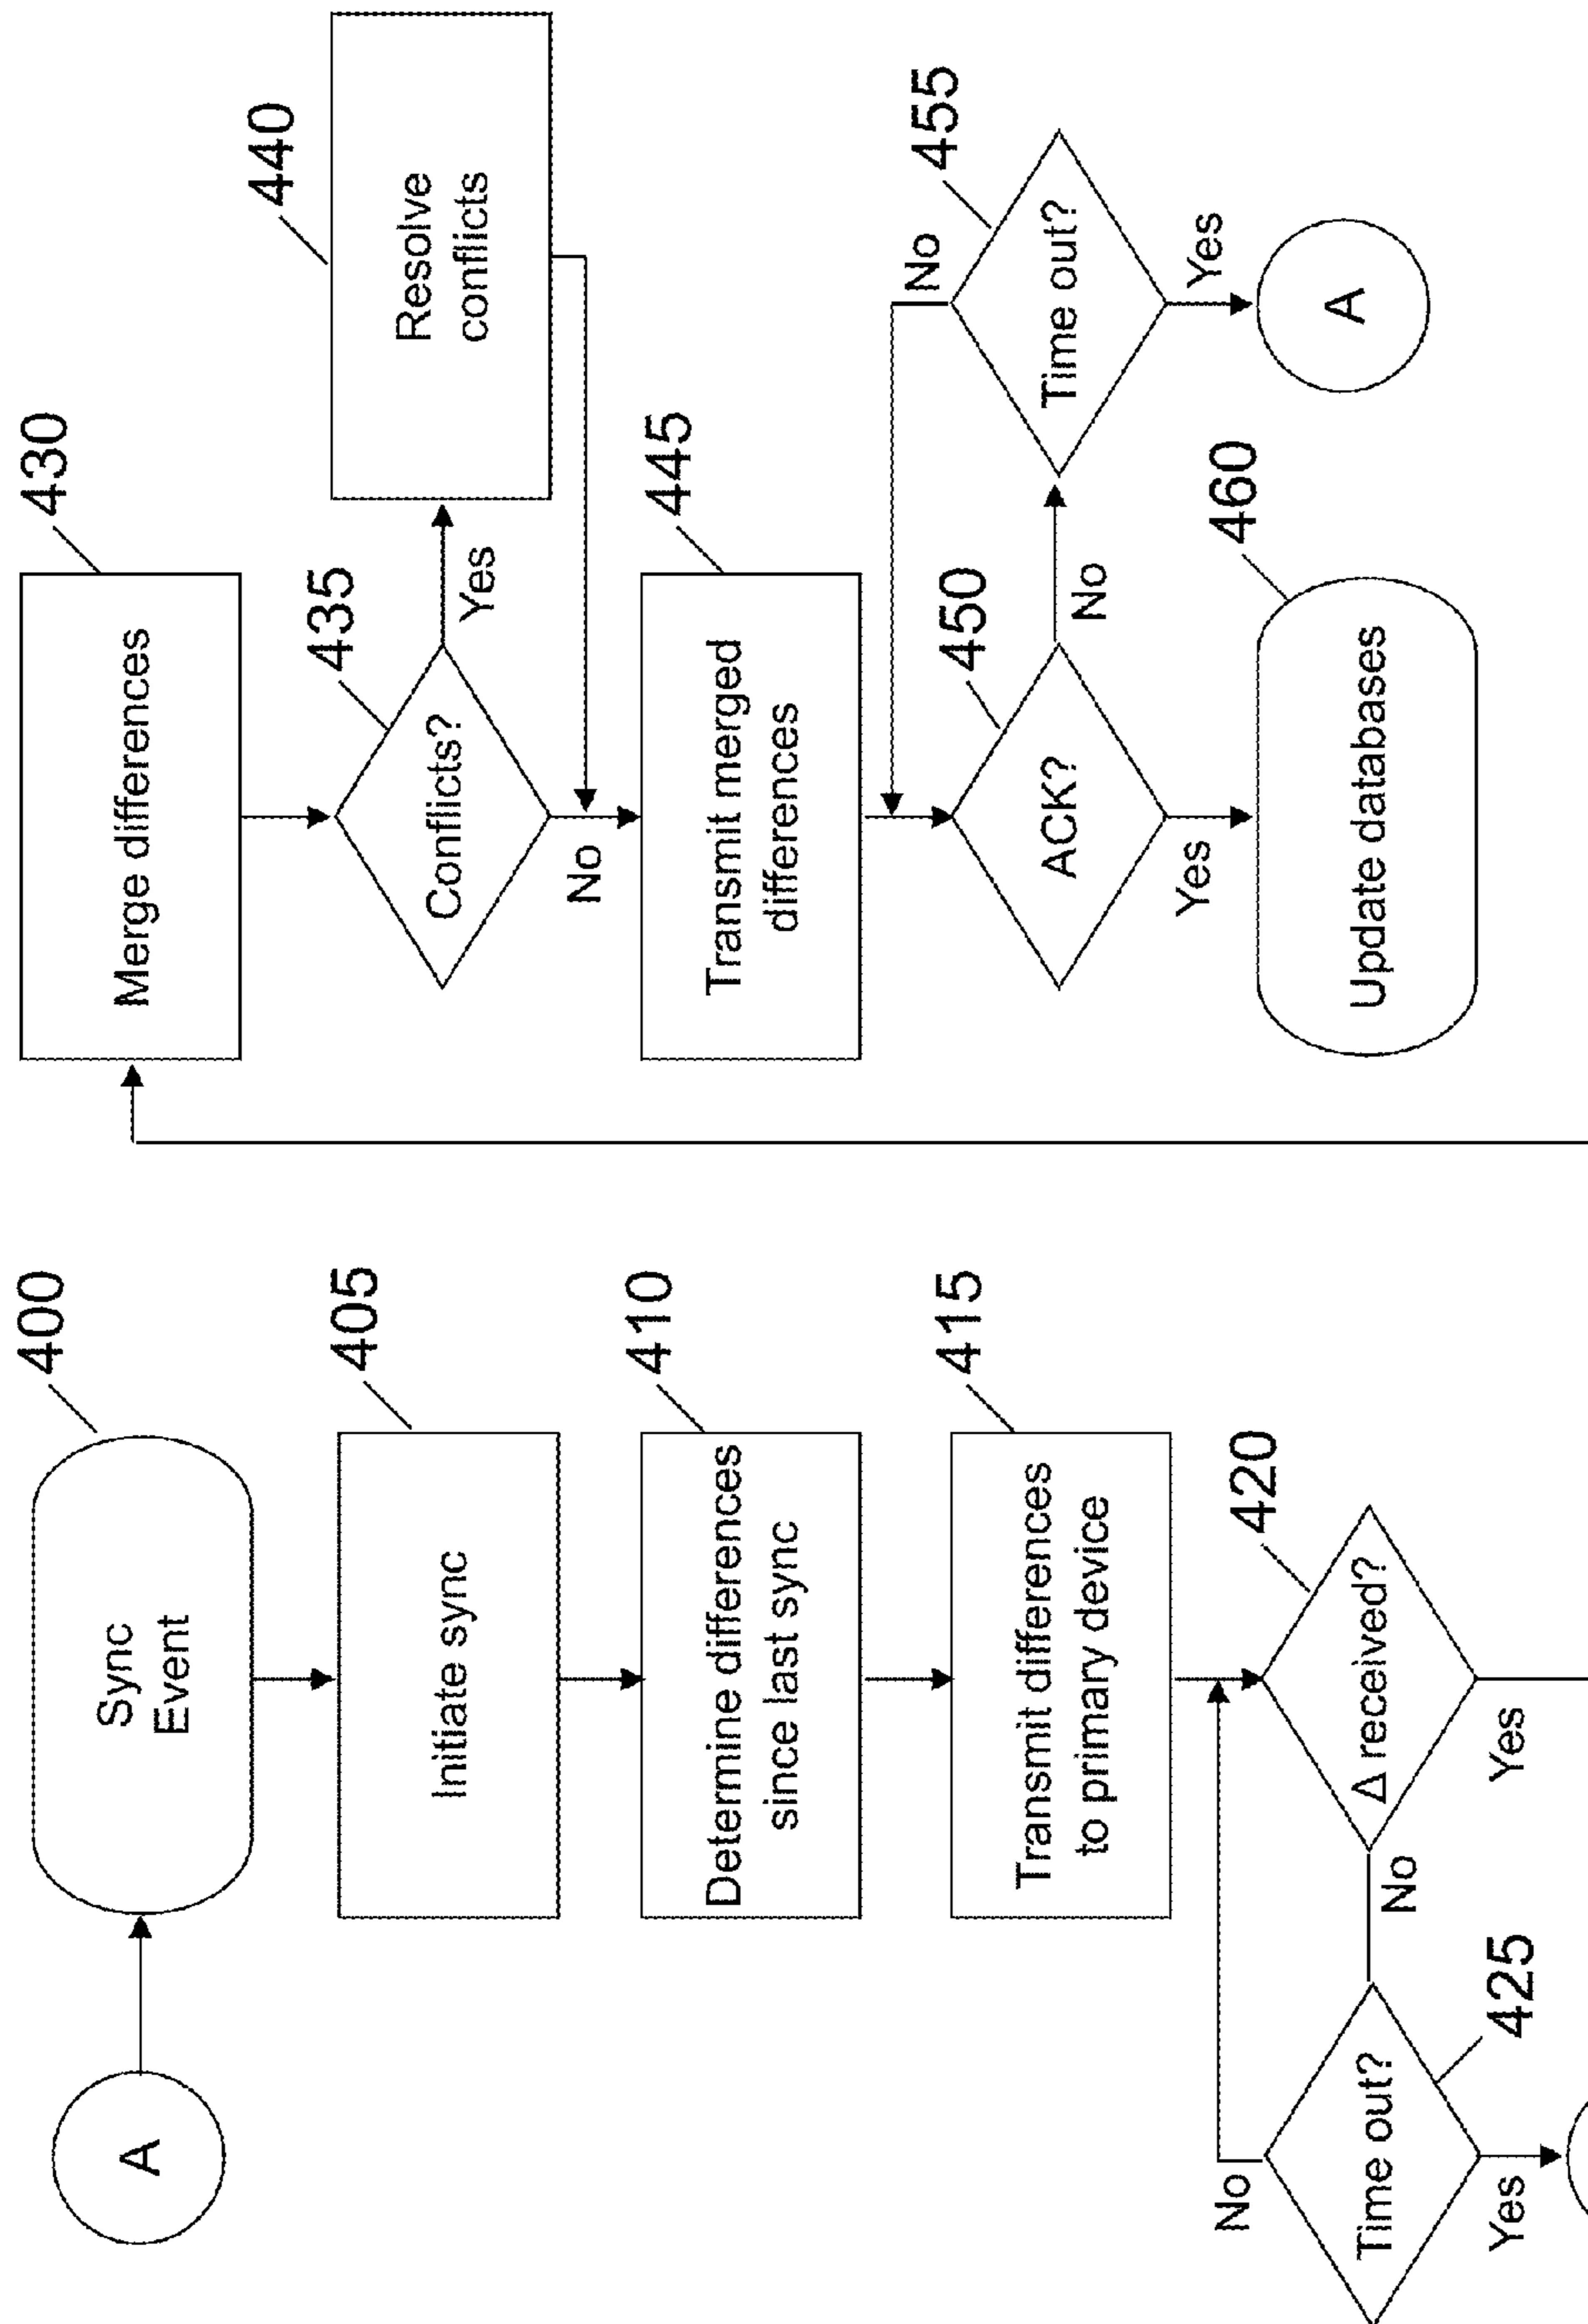 A
400
Sync
Event
405
Initiate sync
410
Determine differences
since last sync
415
Transmit differences
to primary device
420
Δ received?
No
Yes
425
Time out?
No
Yes
430
Merge differences
435
Conflicts?
Yes
No
440
Resolve
conflicts
445
Transmit merged
differences
450
ACK?
No
Yes
455
Time out?
No
Yes
A
460
Update databases